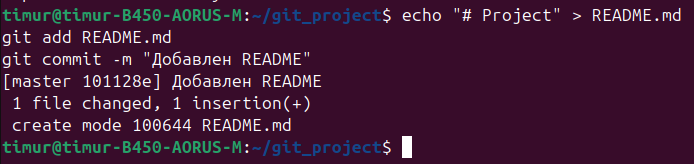 timur@timur-B450-AORUS-M:~/git_project$ echo "# Project" > README.md
git add README.md
git commit -m "Добавлен README"
[master 101128e] Добавлен README
 1 file changed, 1 insertion(+)
 create mode 100644 README.md
timur@timur-B450-AORUS-M:~/git_project$